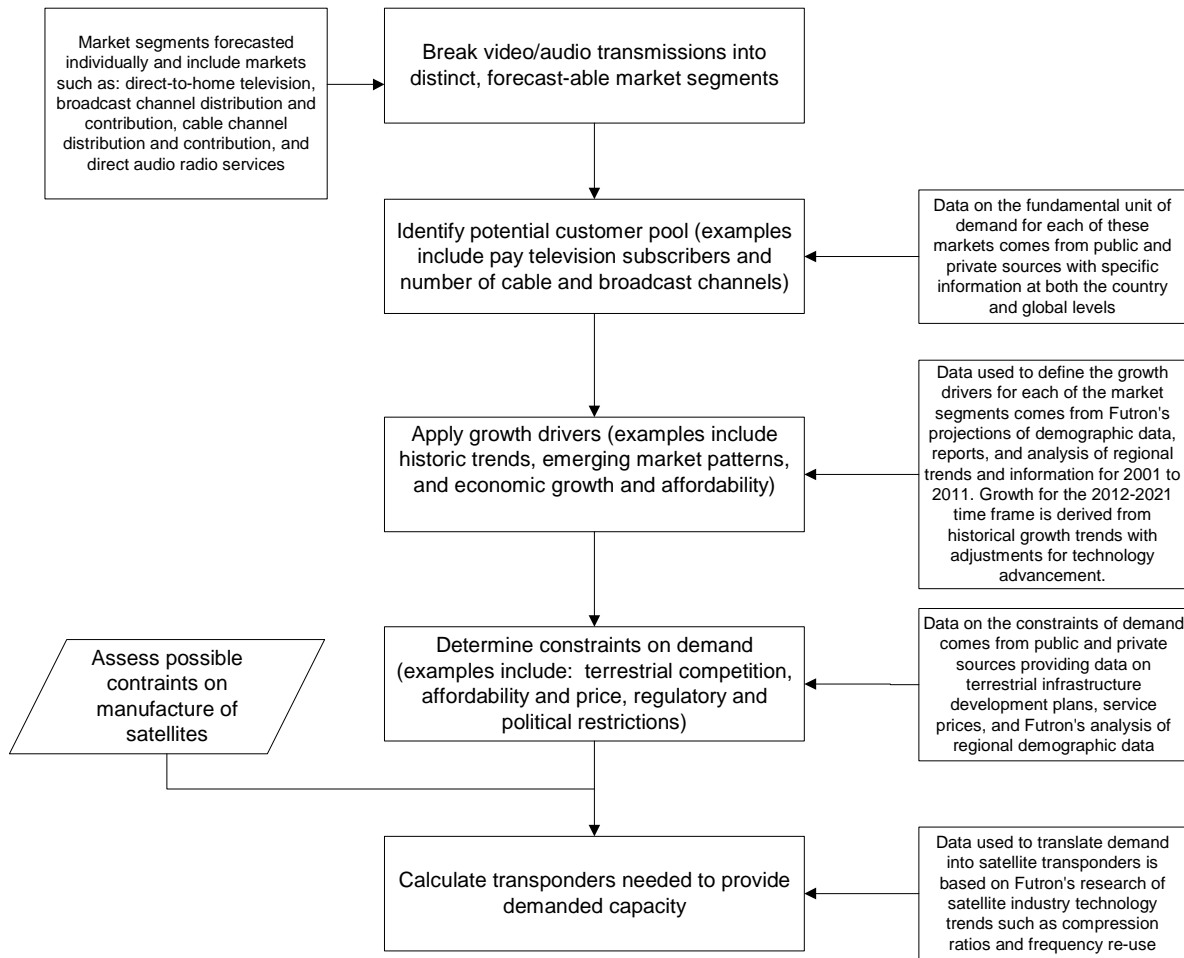 Market segments forecasted
individually and include markets
such as: direct-to-home television,
broadcast channel distribution and
contribution, cable channel
distribution and contribution, and
direct audio radio services
Break video/audio transmissions into
distinct, forecast-able market segments
Identify potential customer pool (examples
include pay television subscribers and
number of cable and broadcast channels)
Data on the fundamental unit of
demand for each of these
markets comes from public and
private sources with specific
information at both the country
and global levels
Apply growth drivers (examples include
historic trends, emerging market patterns,
and economic growth and affordability)
Data used to define the growth
drivers for each of the market
segments comes from Futron's
projections of demographic data,
reports, and analysis of regional
trends and information for 2001 to
2011. Growth for the 2012-2021
time frame is derived from
historical growth trends with
adjustments for technology
advancement.
Assess possible
contraints on
manufacture of
satellites
Determine constraints on demand
(examples include:  terrestrial competition,
affordability and price, regulatory and
political restrictions)
Data on the constraints of demand
comes from public and private
sources providing data on
terrestrial infrastructure
development plans, service
prices, and Futron's analysis of
regional demographic data
Calculate transponders needed to provide
demanded capacity
Data used to translate demand
into satellite transponders is
based on Futron's research of
satellite industry technology
trends such as compression
ratios and frequency re-use